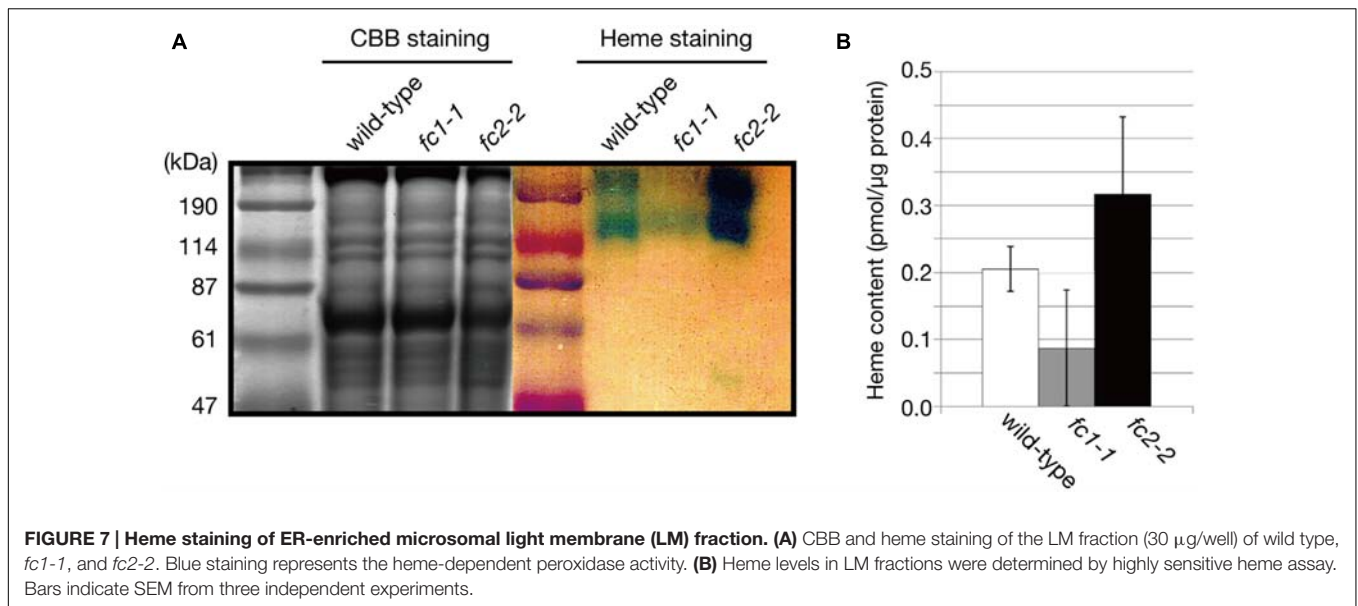 A
CBB staining
Heme staining
wild-type
fc1-1
fc2-2
wild-type
fc1-1
fc2-2
(kDa)
190
114
87
61
47
B
Heme content (pmol/µg protein)
0.5
0.4
0.3
0.2
0.1
0.0
wild-type
fc1-1
fc2-2
FIGURE 7 | Heme staining of ER-enriched microsomal light membrane (LM) fraction. (A) CBB and heme staining of the LM fraction (30 µg/well) of wild type,
fc1-1, and fc2-2. Blue staining represents the heme-dependent peroxidase activity. (B) Heme levels in LM fractions were determined by highly sensitive heme assay.
Bars indicate SEM from three independent experiments.